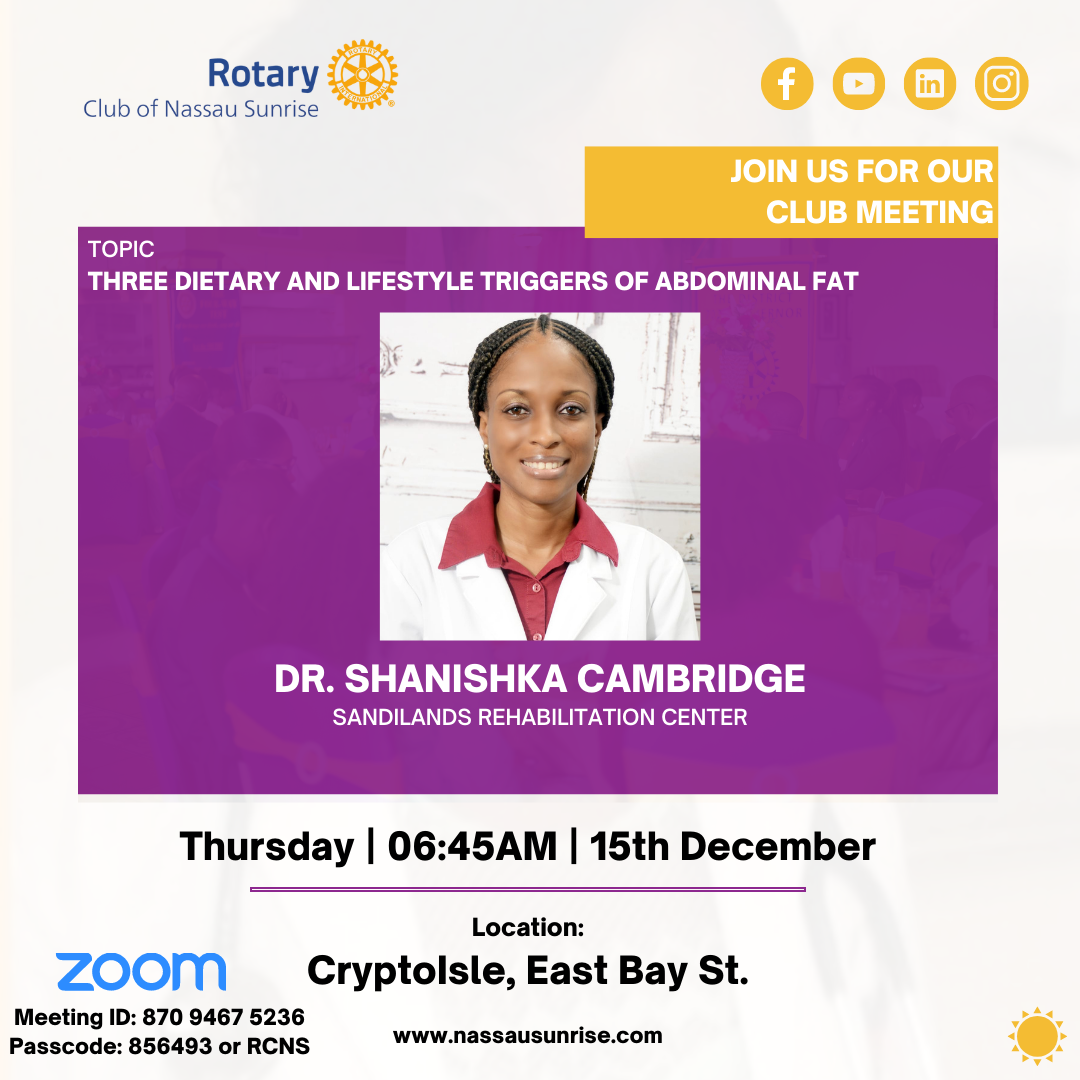 Rotary
Club of Nassau Sunrise
ROTARY
INTERNATIONAL
JOIN US FOR OUR
CLUB MEETING
TOPIC
THREE DIETARY AND LIFESTYLE TRIGGERS OF ABDOMINAL FAT
DR. SHANISHKA CAMBRIDGE
SANDILANDS REHABILITATION CENTER
Thursday | 06:45AM | 15th December
Location:
CryptoIsle, East Bay St.
zoom
Meeting ID: 870 9467 5236
Passcode: 856493 or RCNS
www.nassausunrise.com